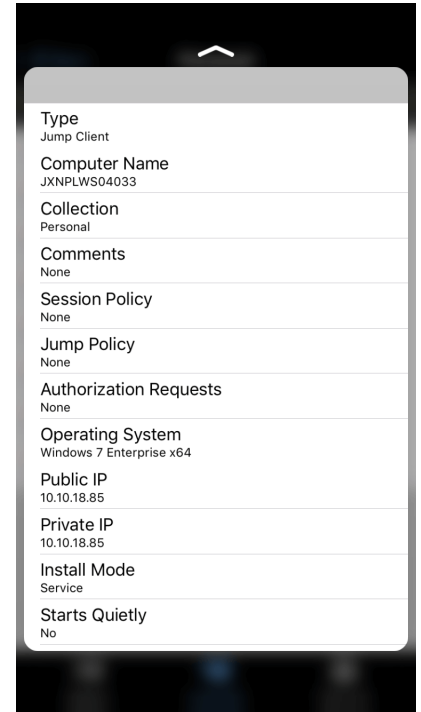 Type
Jump Client
Computer Name
JXNPLWS04033
Collection
Personal
Comments
None
Session Policy
None
Jump Policy
None
Authorization Requests
None
Operating System
Windows 7 Enterprise x64
Public IP
10.10.18.85
Private IP
10.10.18.85
Install Mode
Service
Starts Quietly
No